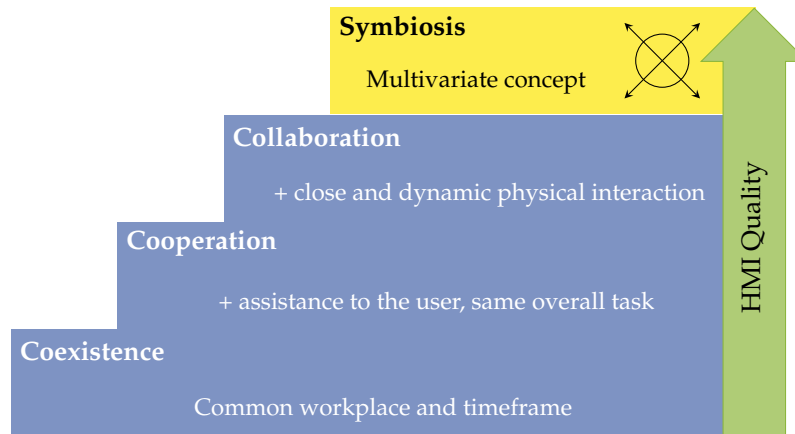 Symbiosis
Multivariate concept
Collaboration
+ close and dynamic physical interaction
Cooperation
+ assistance to the user, same overall task
Coexistence
Common workplace and timeframe
HMI Quality